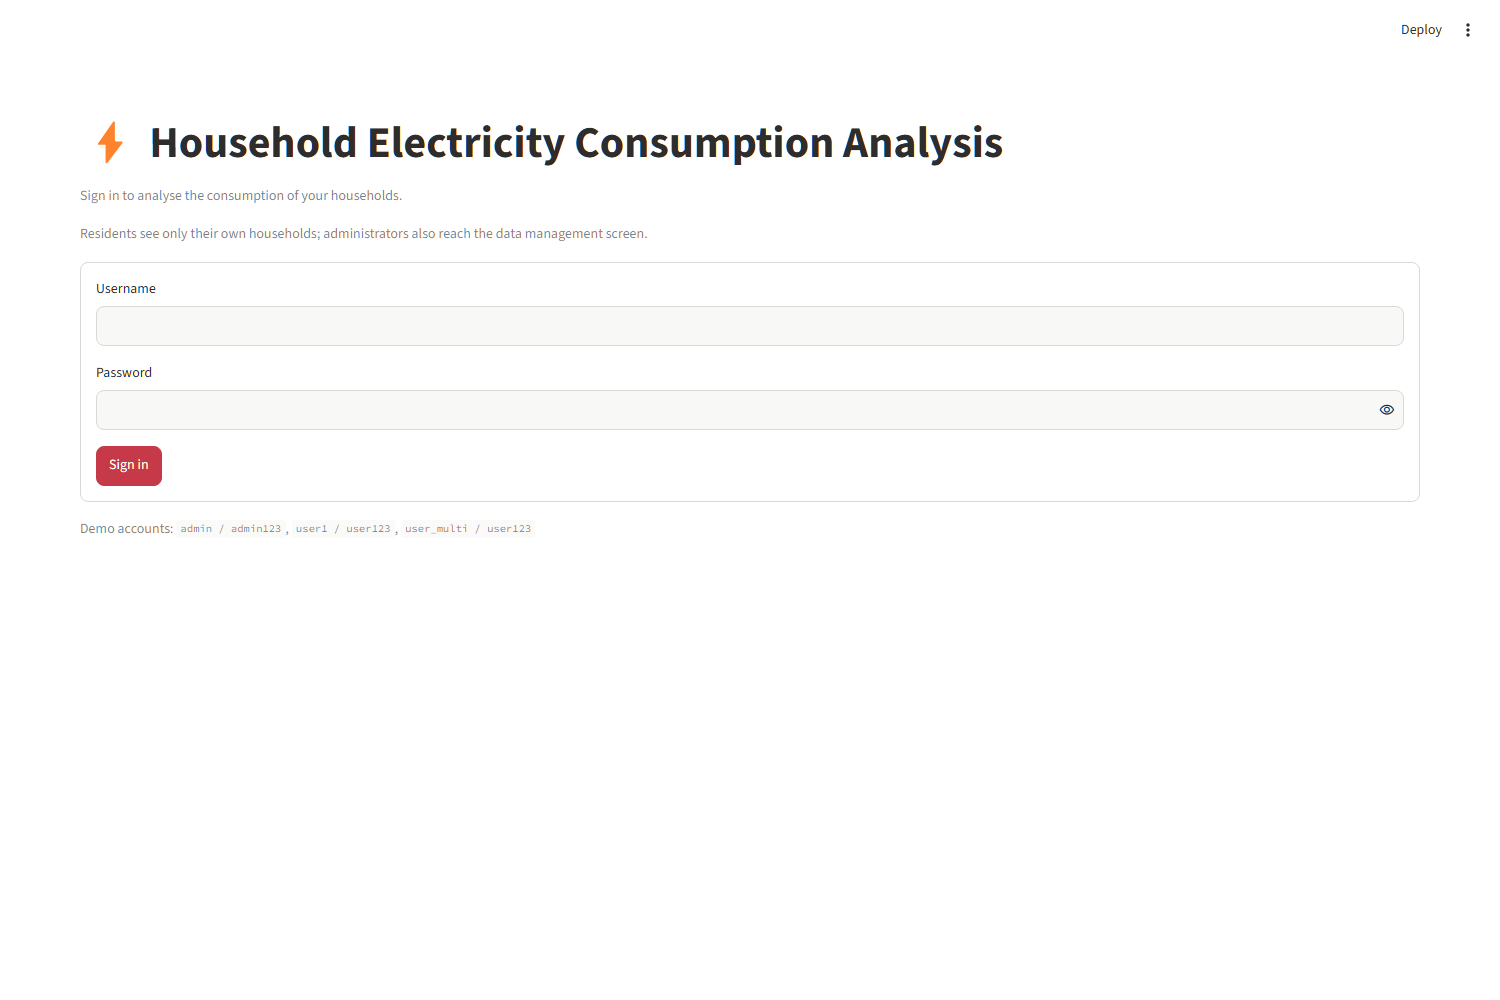 Deploy
Household Electricity Consumption Analysis
Sign in to analyse the consumption of your households.
Residents see only their own households; administrators also reach the data management screen.
Username
Password
Sign in
Demo accounts: admin / admin123 , user1 / user123 , user_multi / user123